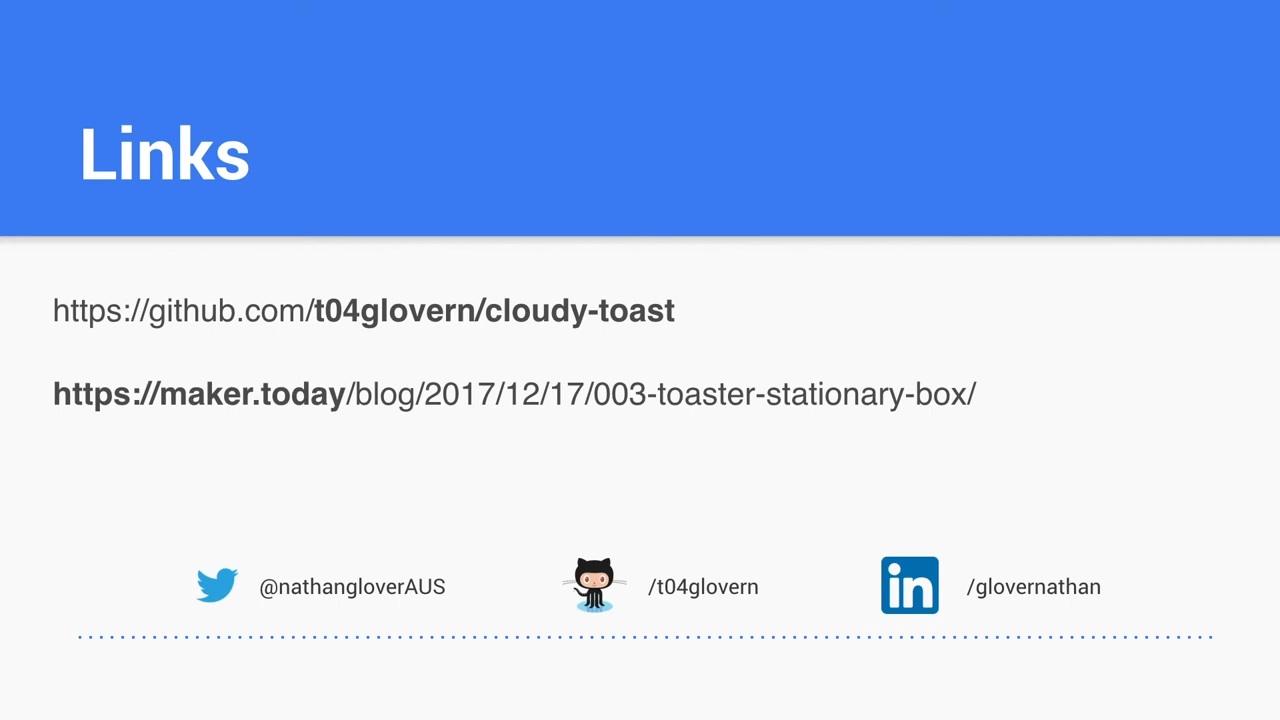 Links
https://github.com/t04glovern/cloudy-toast
https://maker.today/blog/2017/12/17/003-toaster-stationary-box/
@nathangloverAUS /t04glovern in /glovernathan